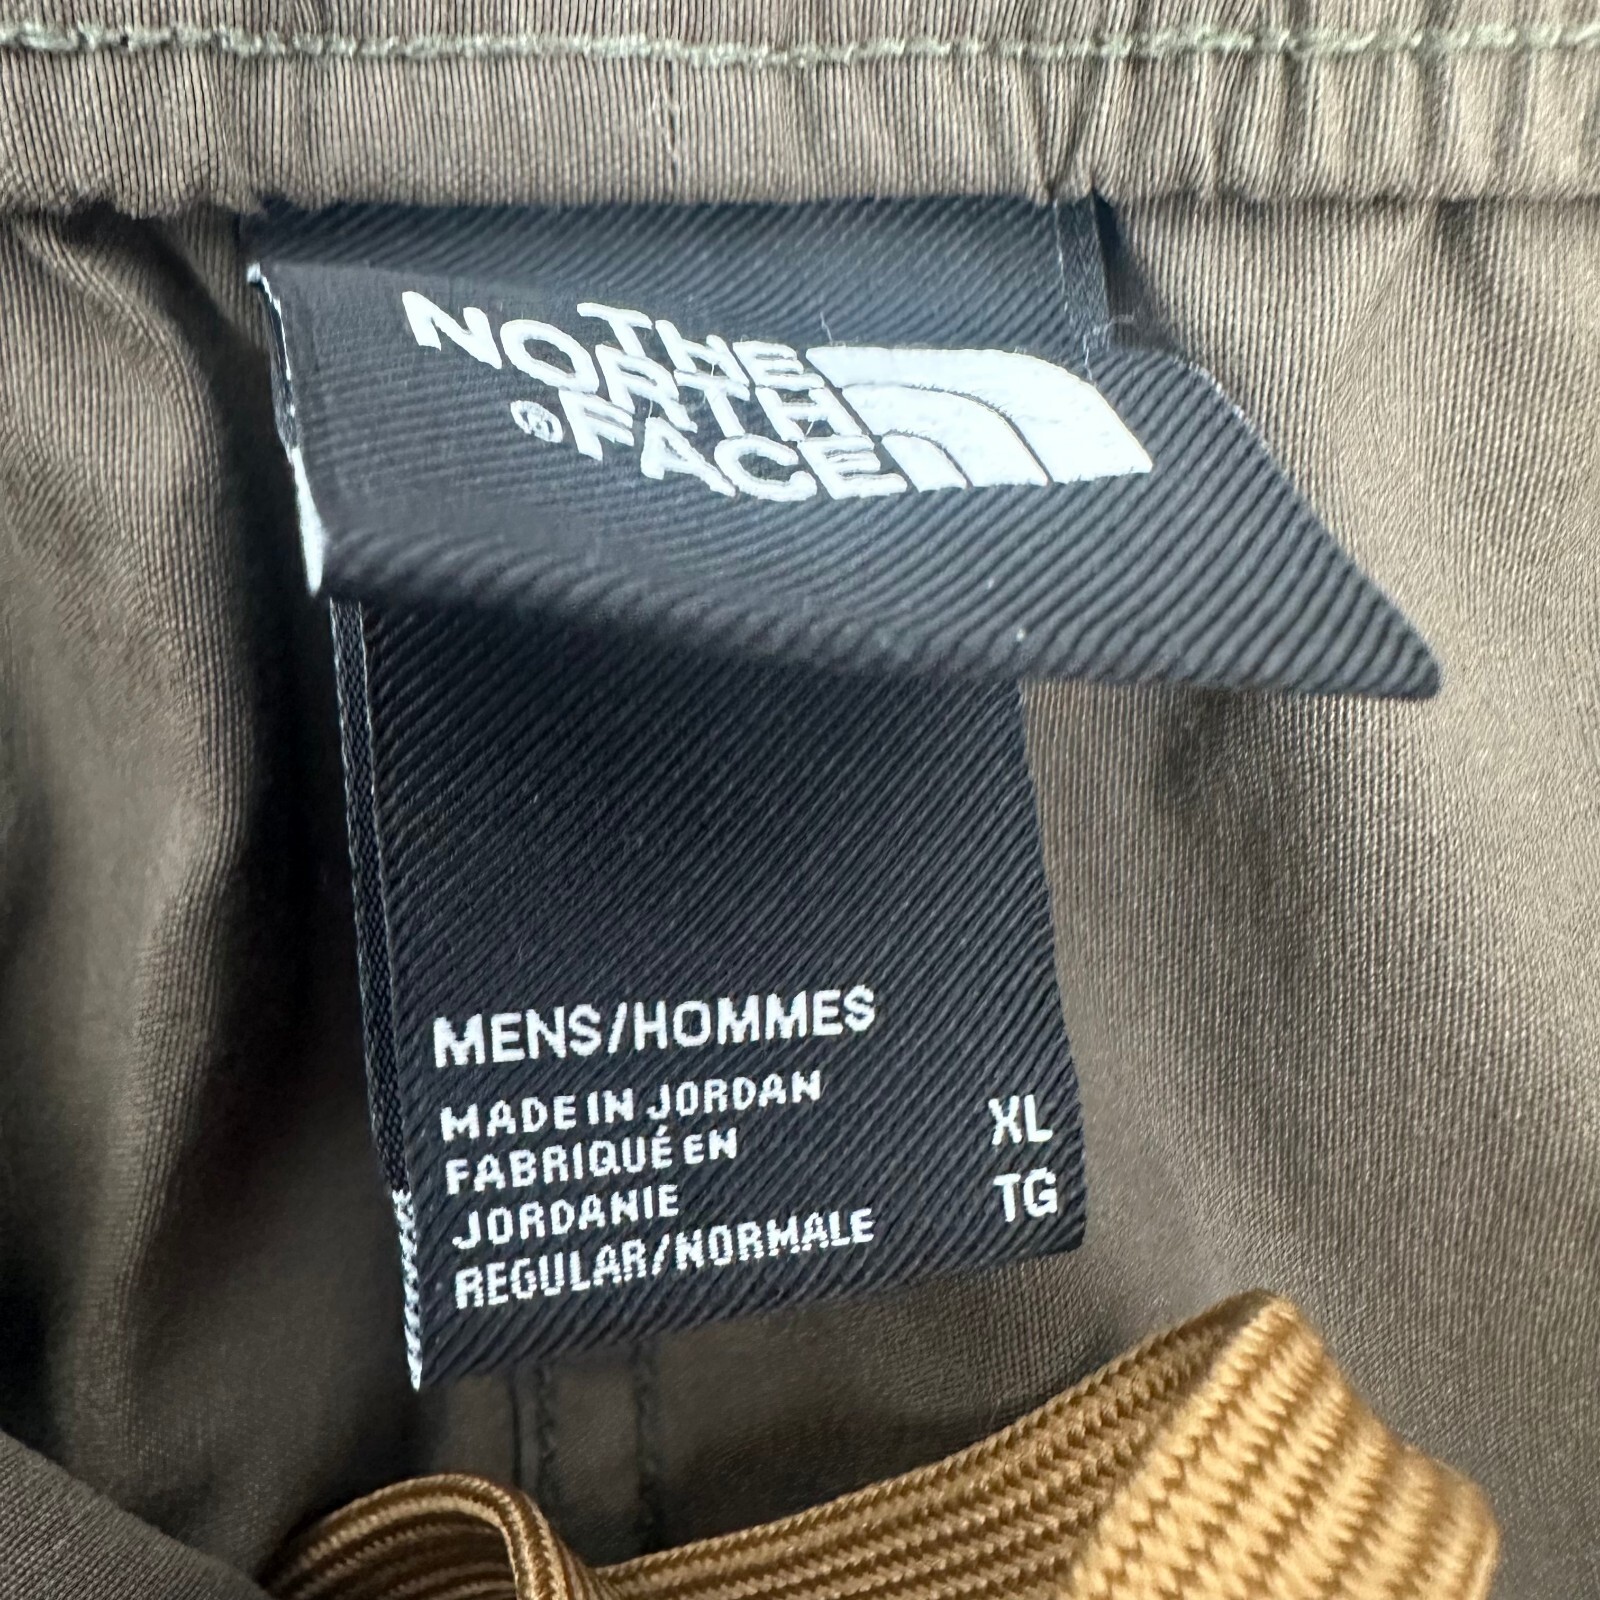 THE
NORTH
®FACE
MENS/HOMMES
MADE IN JORDAN
FABRIQUÉ EN
JORDANIE
REGULAR/NORMALE
XL
TG